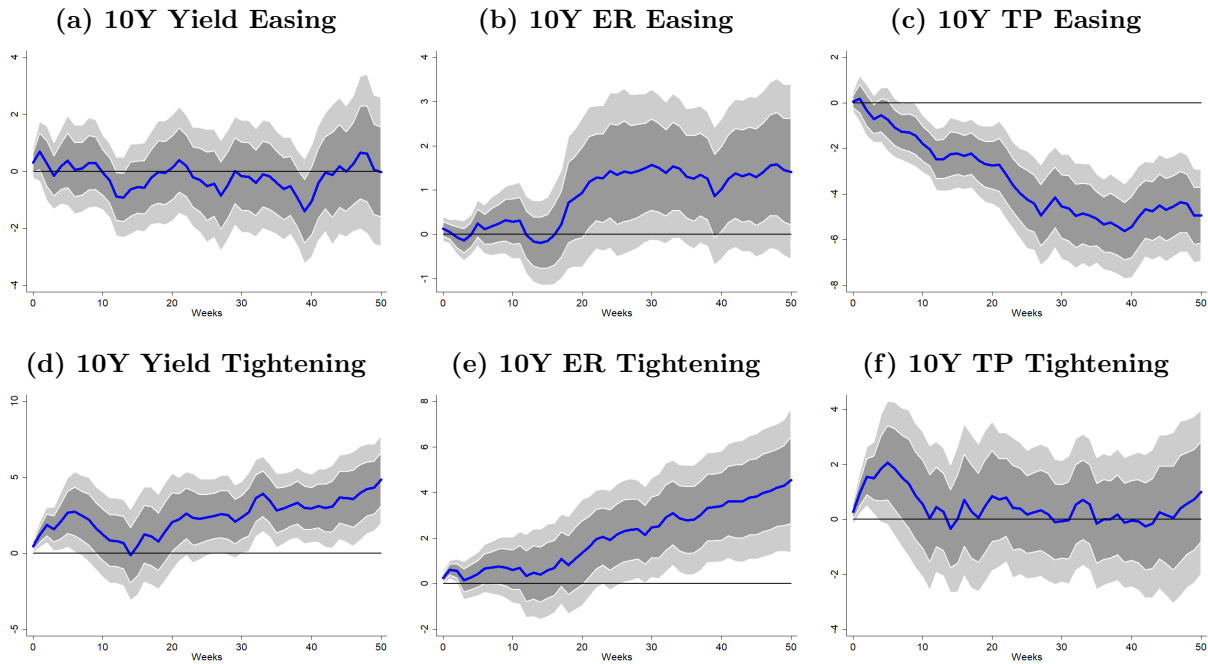 (a) 10Y Yield Easing
(b) 10Y ER Easing
(c) 10Y TP Easing
4
2
0
-2
-4
0 10 20 30 40 50
Weeks
4
3
2
1
0
-1
0 10 20 30 40 50
Weeks
2
0
-2
-4
-6
-8
0 10 20 30 40 50
Weeks
(d) 10Y Yield Tightening
(e) 10Y ER Tightening
(f) 10Y TP Tightening
10
5
0
-5
0 10 20 30 40 50
Weeks
8
6
4
2
0
-2
0 10 20 30 40 50
Weeks
4
2
0
-2
-4
0 10 20 30 40 50
Weeks